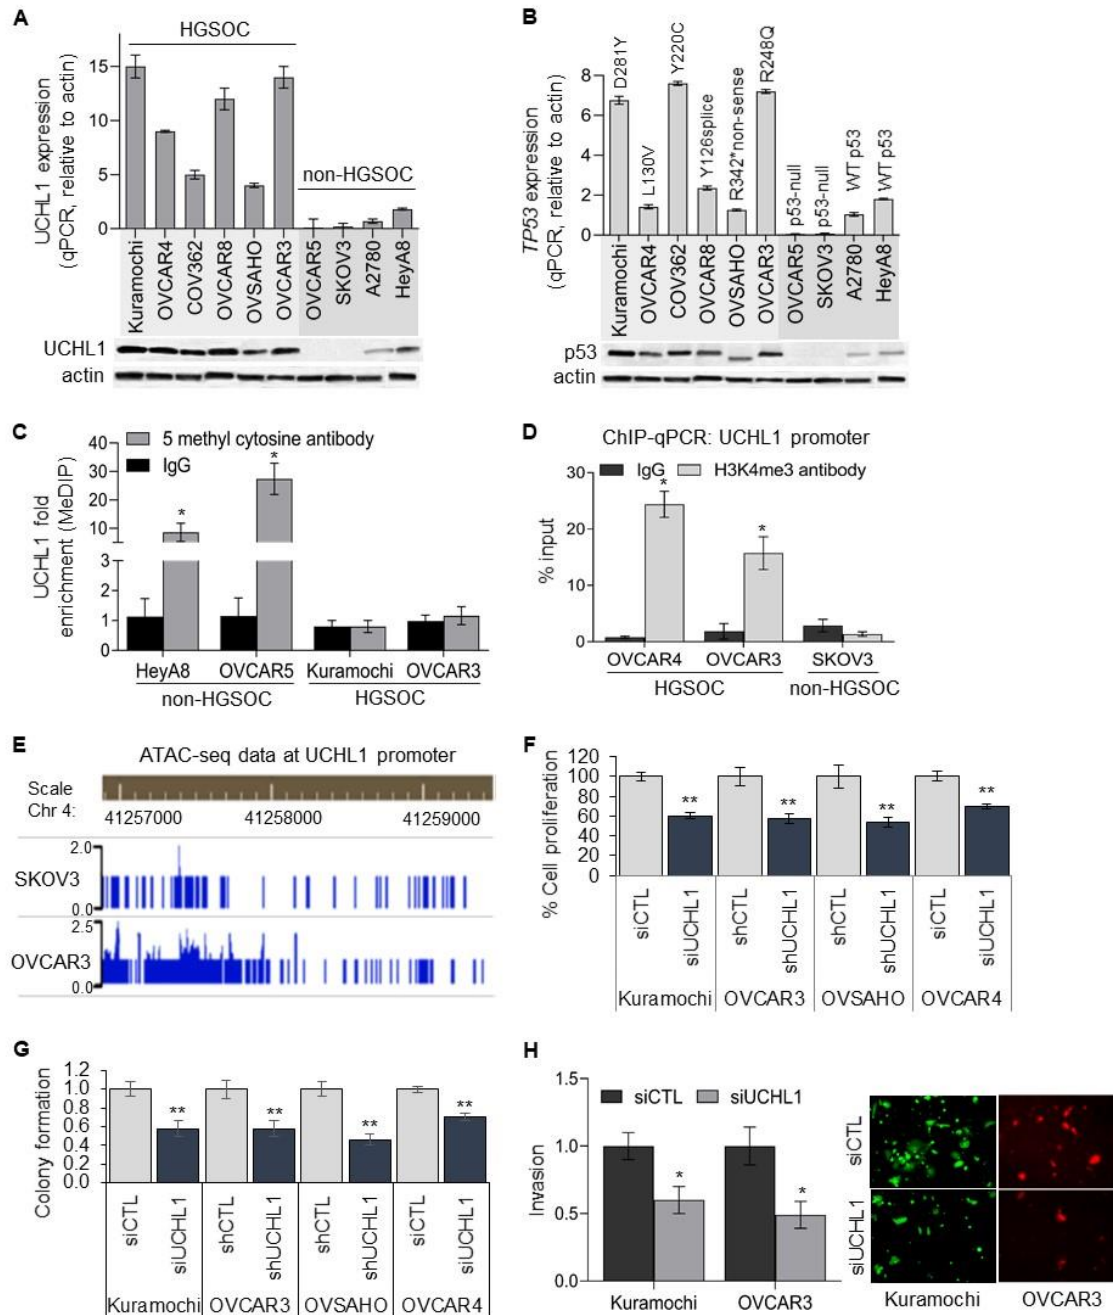 A
HGSOC
UCHL1 expression
(qPCR, relative to actin)
15
10
5
0
non-HGSOC
Kuramochi
OVCAR4
COV362
OVCAR8
OVSAHO
OVCAR3
OVCAR5
SKOV3
A2780
HeyA8
UCHL1
actin
B
TP53 expression
(qPCR, relative to actin)
8
6
4
2
0
D281Y
L130V
Y220C
Y126splice
R342*non-sense
R248Q
p53-null
p53-null
WT p53
WT p53
Kuramochi
OVCAR4
COV362
OVCAR8
OVSAHO
OVCAR3
OVCAR5
SKOV3
A2780
HeyA8
p53
actin
C
5 methyl cytosine antibody
IgG
UCHL1 fold
enrichment (MeDIP)
40
30
20
10
3
2
1
0
*
*
HeyA8
OVCAR5
Kuramochi
OVCAR3
non-HGSOC
HGSOC
D
ChIP-qPCR: UCHL1 promoter
IgG
H3K4me3 antibody
% input
30
20
10
0
*
*
OVCAR4
OVCAR3
SKOV3
HGSOC
non-HGSOC
E
ATAC-seq data at UCHL1 promoter
Scale
Chr 4:
41257000
41258000
41259000
2.0
SKOV3
0.0
2.5
OVCAR3
0.0
F
% Cell proliferation
120
100
80
60
40
20
0
**
**
**
**
siCTL
siUCHL1
shCTL
shUCHL1
shCTL
shUCHL1
siCTL
siUCHL1
Kuramochi
OVCAR3
OVSAHO
OVCAR4
G
Colony formation
1.2
1.0
0.8
0.6
0.4
0.2
0.0
**
**
**
**
siCTL
siUCHL1
shCTL
shUCHL1
shCTL
shUCHL1
siCTL
siUCHL1
Kuramochi
OVCAR3
OVSAHO
OVCAR4
H
siCTL
siUCHL1
Invasion
1.5
1.0
0.5
0.0
*
*
Kuramochi
OVCAR3
siCTL
siUCHL1
Kuramochi
OVCAR3